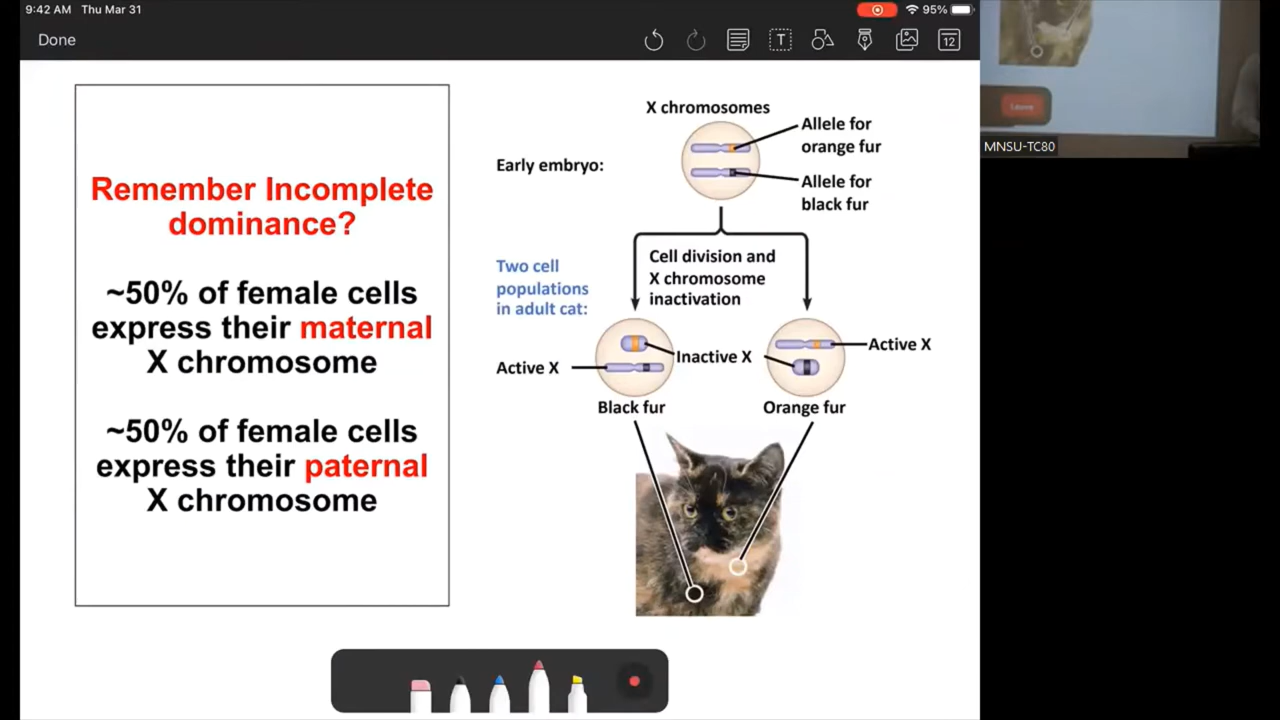 9:42 AM Thu Mar 31
95%
Done
T
12
Remember Incomplete
dominance?
~50% of female cells
express their maternal
X chromosome
~50% of female cells
express their paternal
X chromosome
X chromosomes
Early embryo:
Allele for
orange fur
Allele for
black fur
Cell division and
X chromosome
inactivation
Two cell
populations
in adult cat:
Active X
Inactive X
Active X
Black fur
Orange fur
MNSU-TC80